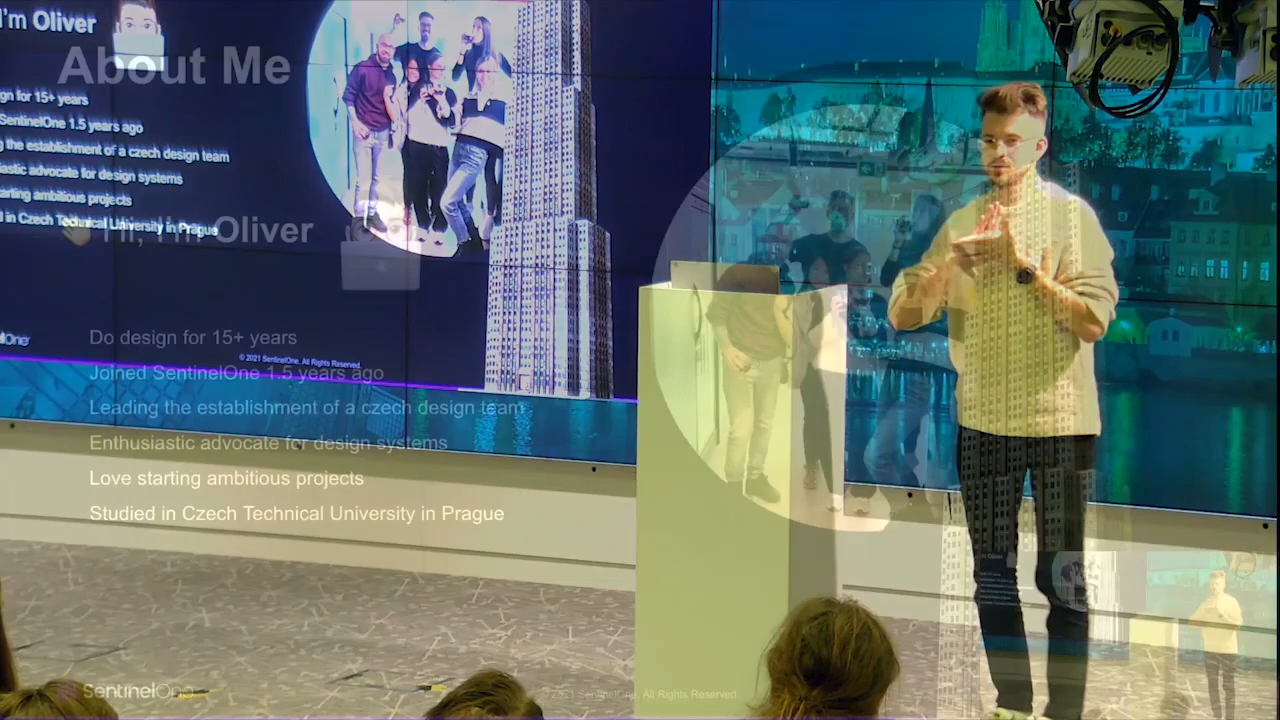 I'm Oliver
About Me
gn for 15+ years
SentinelOne 1.5 years ago
g the establishment of a czech design team
iastic advocate for design systems
arting ambitious projects
d in Czech Technical University in Prague
Hi, I'm Oliver
lOne
© 2021 SentinelOne. All Rights Reserved.
Do design for 15+ years
Joined SentinelOne 1.5 years ago
Leading the establishment of a czech design team
Enthusiastic advocate for design systems
Love starting ambitious projects
Studied in Czech Technical University in Prague
SentinelOne
© 2021 SentinelOne. All Rights Reserved.